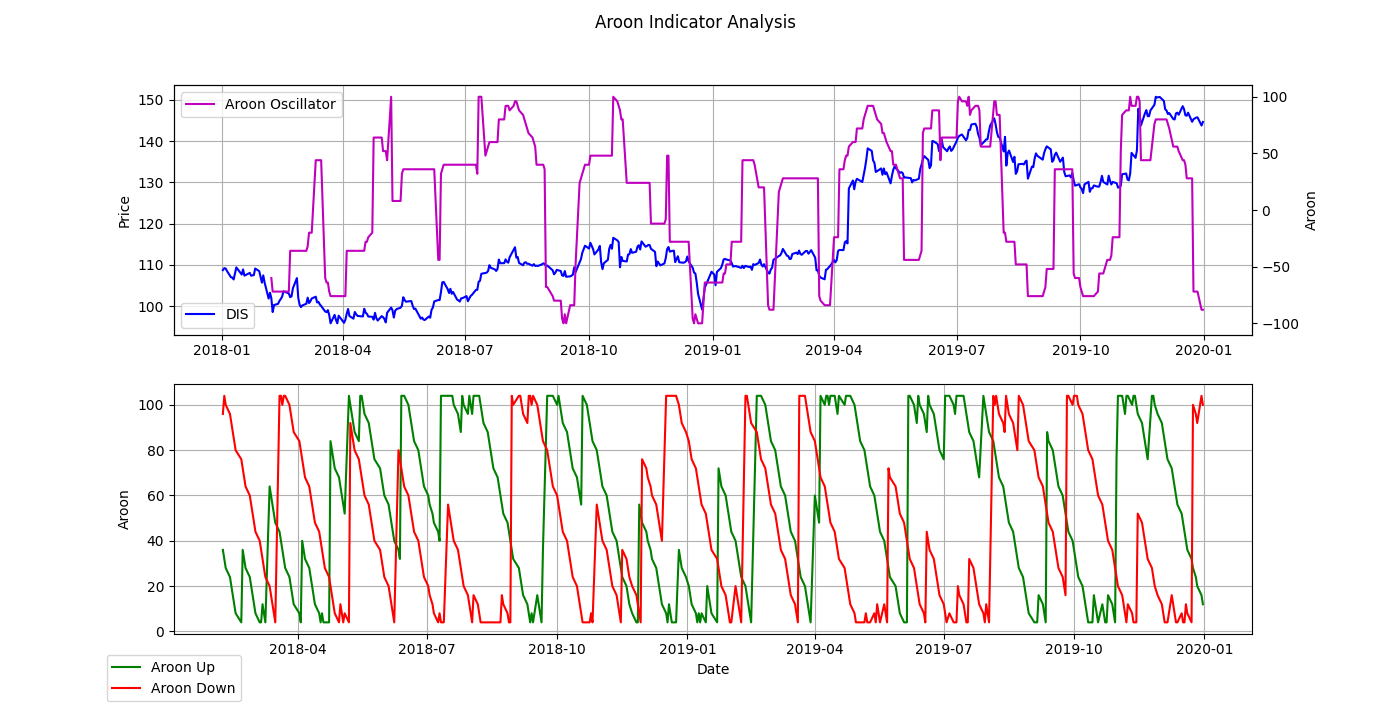 Aroon Indicator Analysis
Aroon Oscillator
DIS
Price
150
140
130
120
110
100
100
50
0
−50
−100
Aroon
2018-01 2018-04 2018-07 2018-10 2019-01 2019-04 2019-07 2019-10 2020-01
Aroon
100
80
60
40
20
0
2018-04 2018-07 2018-10 2019-01 2019-04 2019-07 2019-10 2020-01
Date
Aroon Up
Aroon Down